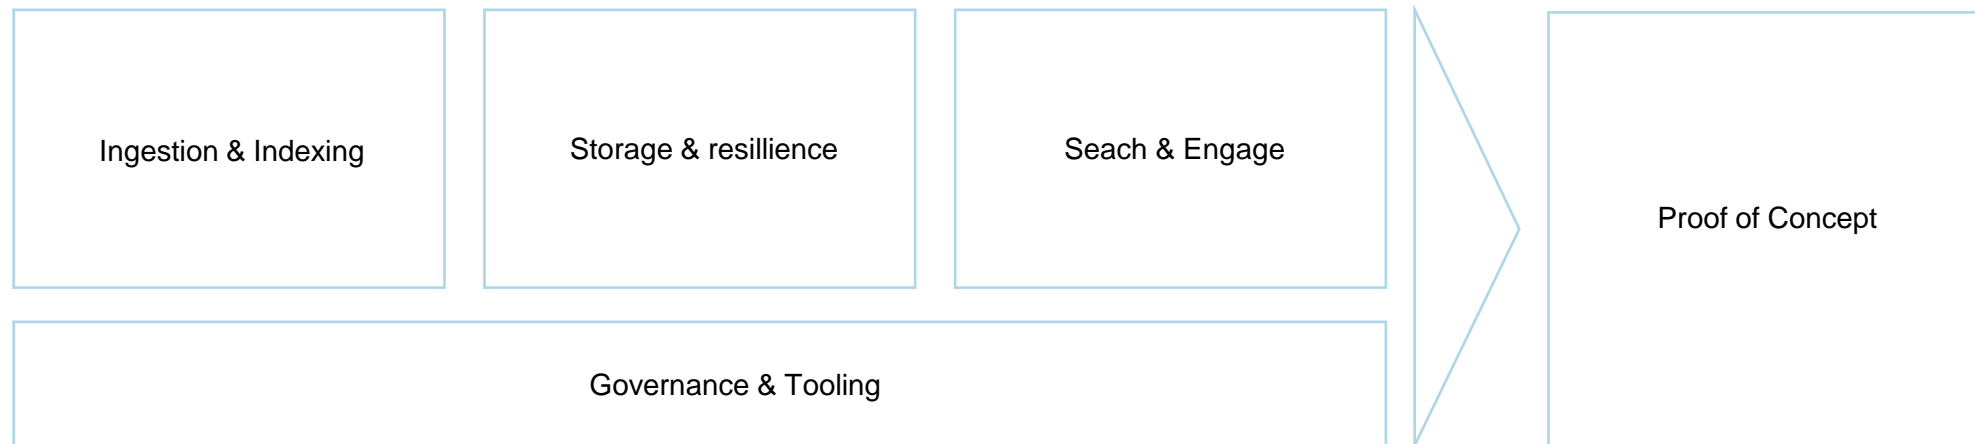 Ingestion & Indexing
Storage & resillience
Seach & Engage
Proof of Concept
Governance & Tooling